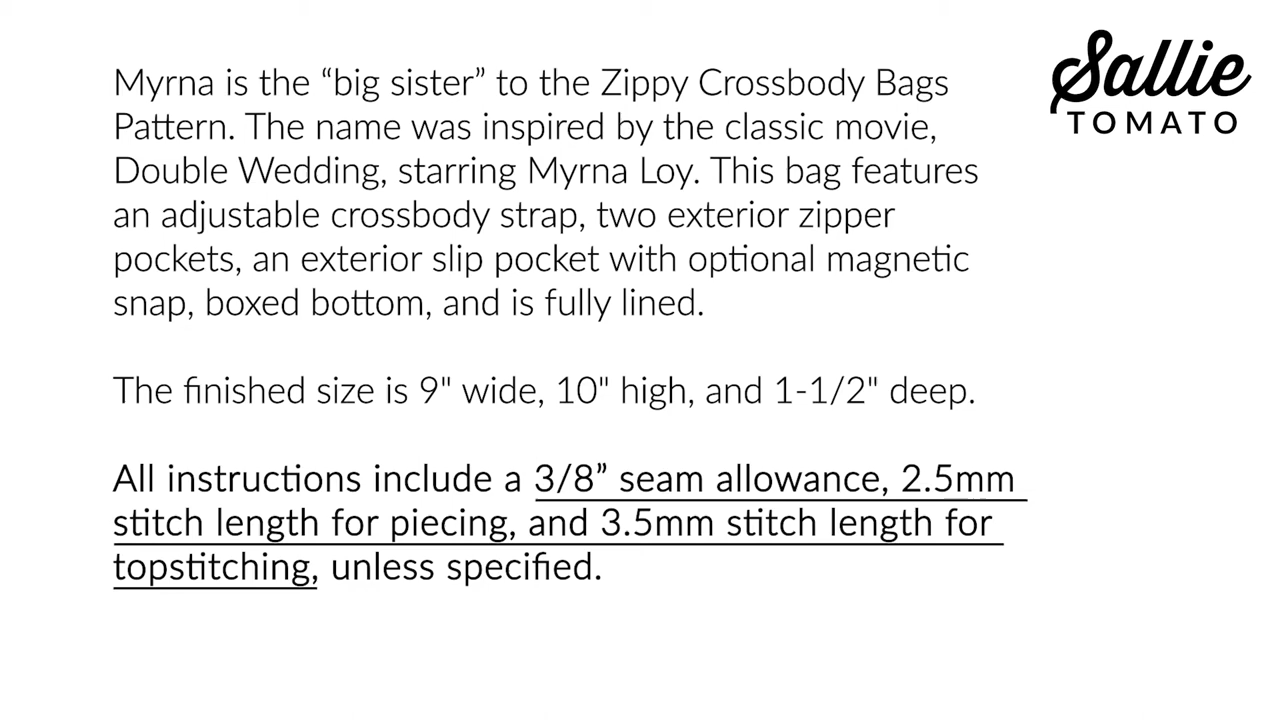 Sallie
TOMATO
Myrna is the “big sister” to the Zippy Crossbody Bags
Pattern. The name was inspired by the classic movie,
Double Wedding, starring Myrna Loy. This bag features
an adjustable crossbody strap, two exterior zipper
pockets, an exterior slip pocket with optional magnetic
snap, boxed bottom, and is fully lined.
The finished size is 9" wide, 10" high, and 1-1/2" deep.
All instructions include a 3/8” seam allowance, 2.5mm
stitch length for piecing, and 3.5mm stitch length for
topstitching, unless specified.